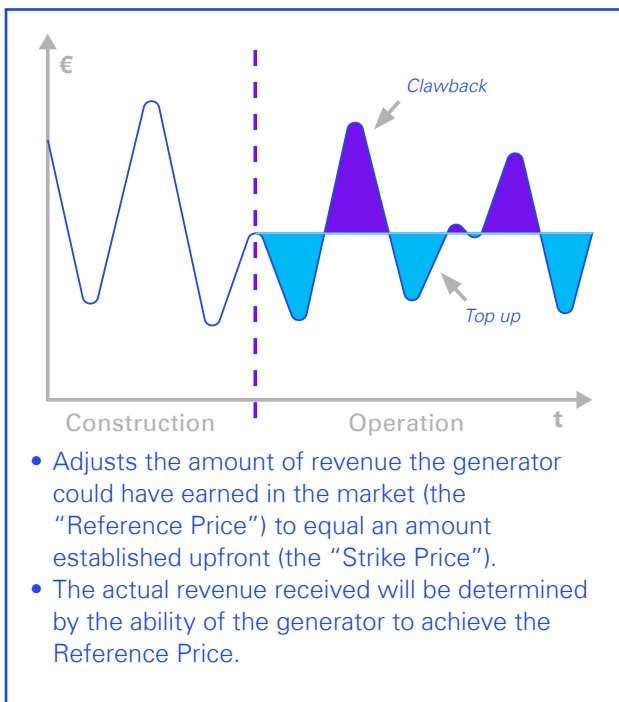 €
Clawback
Top up
Construction
Operation
t
• Adjusts the amount of revenue the generator
could have earned in the market (the
“Reference Price”) to equal an amount
established upfront (the “Strike Price”).
• The actual revenue received will be determined
by the ability of the generator to achieve the
Reference Price.